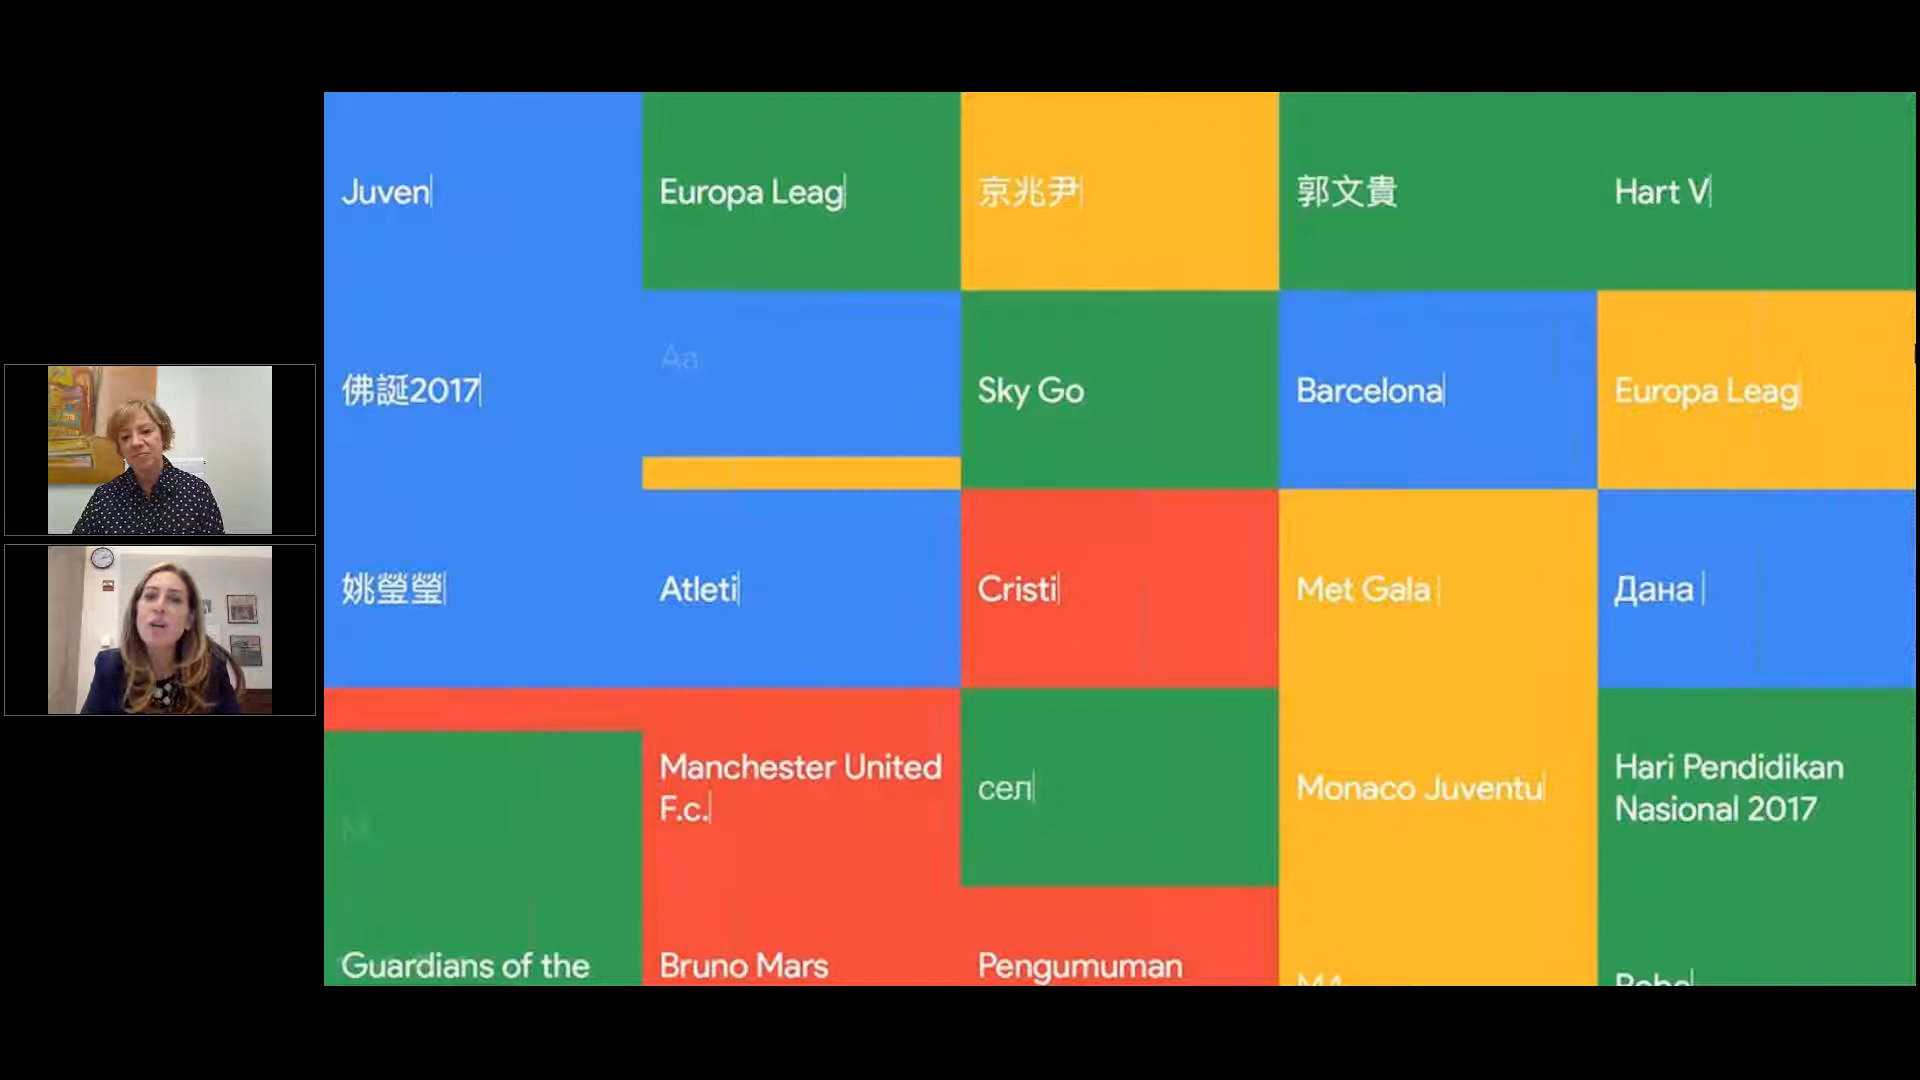 Juven
Europa Leag
京兆尹
郭文貴
Hart V
佛誕2017
Aa
Sky Go
Barcelona
Europa Leag
姚瑩瑩
Atleti
Cristi
Met Gala
Дана
M
Manchester United
F.c.
сел
Monaco Juventu
Hari Pendidikan
Nasional 2017
Guardians of the
Bruno Mars
Pengumuman